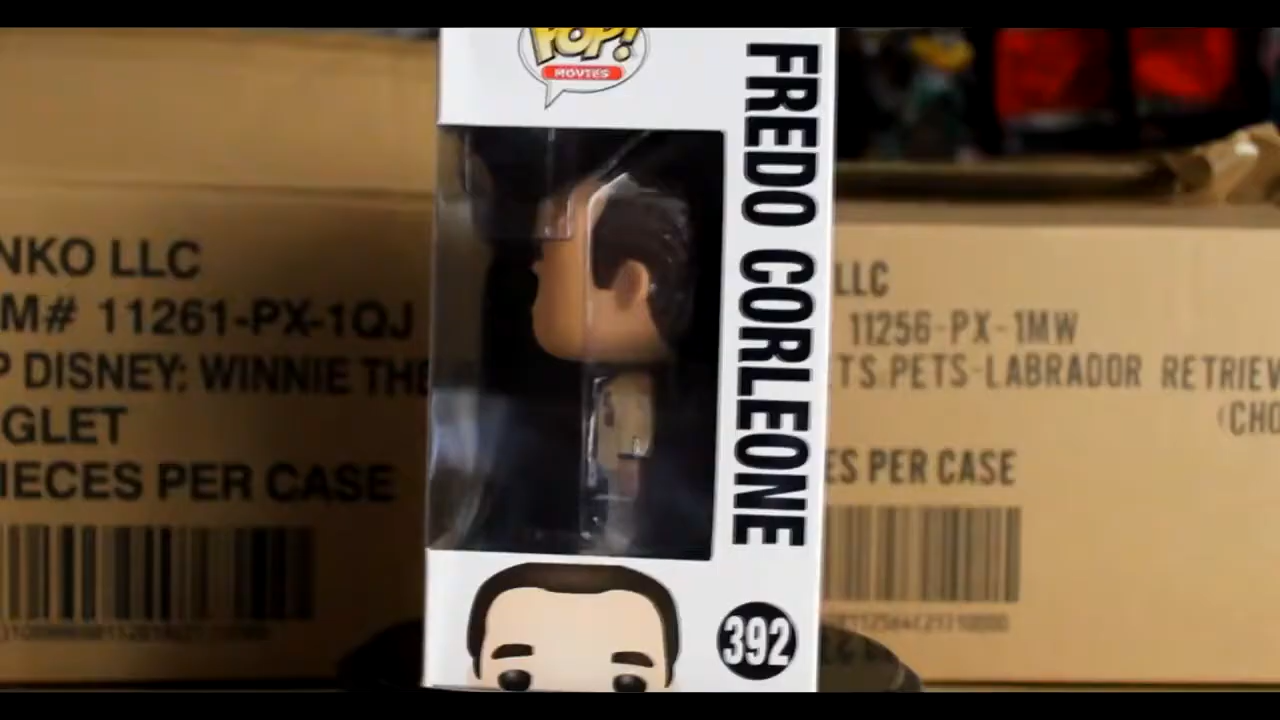 POP!
MOVIES
FREDO CORLEONE
392
NKO LLC
M# 11261-PX-1QJ
P DISNEY: WINNIE THE
GLET
IECES PER CASE
LLC
11256-PX-1MW
ETS PETS-LABRADOR RETRIEV
(CHO
ES PER CASE